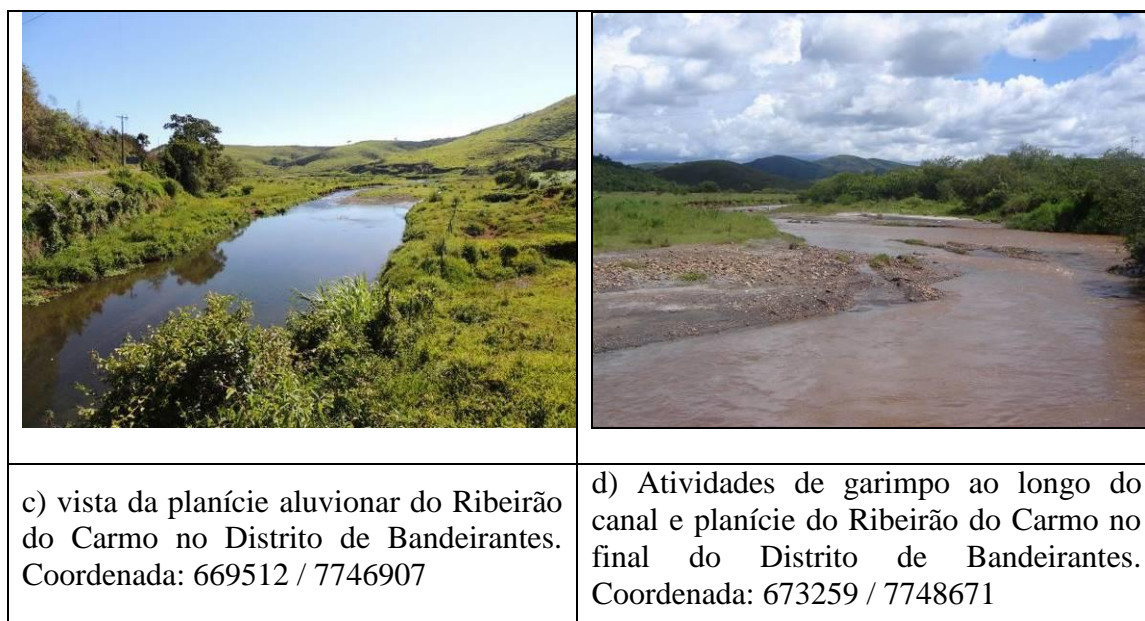 c) vista da planície aluvionar do Ribeirão
do Carmo no Distrito de Bandeirantes.
Coordenada: 669512 / 7746907
d) Atividades de garimpo ao longo do
canal e planície do Ribeirão do Carmo no
final do Distrito de Bandeirantes.
Coordenada: 673259 / 7748671